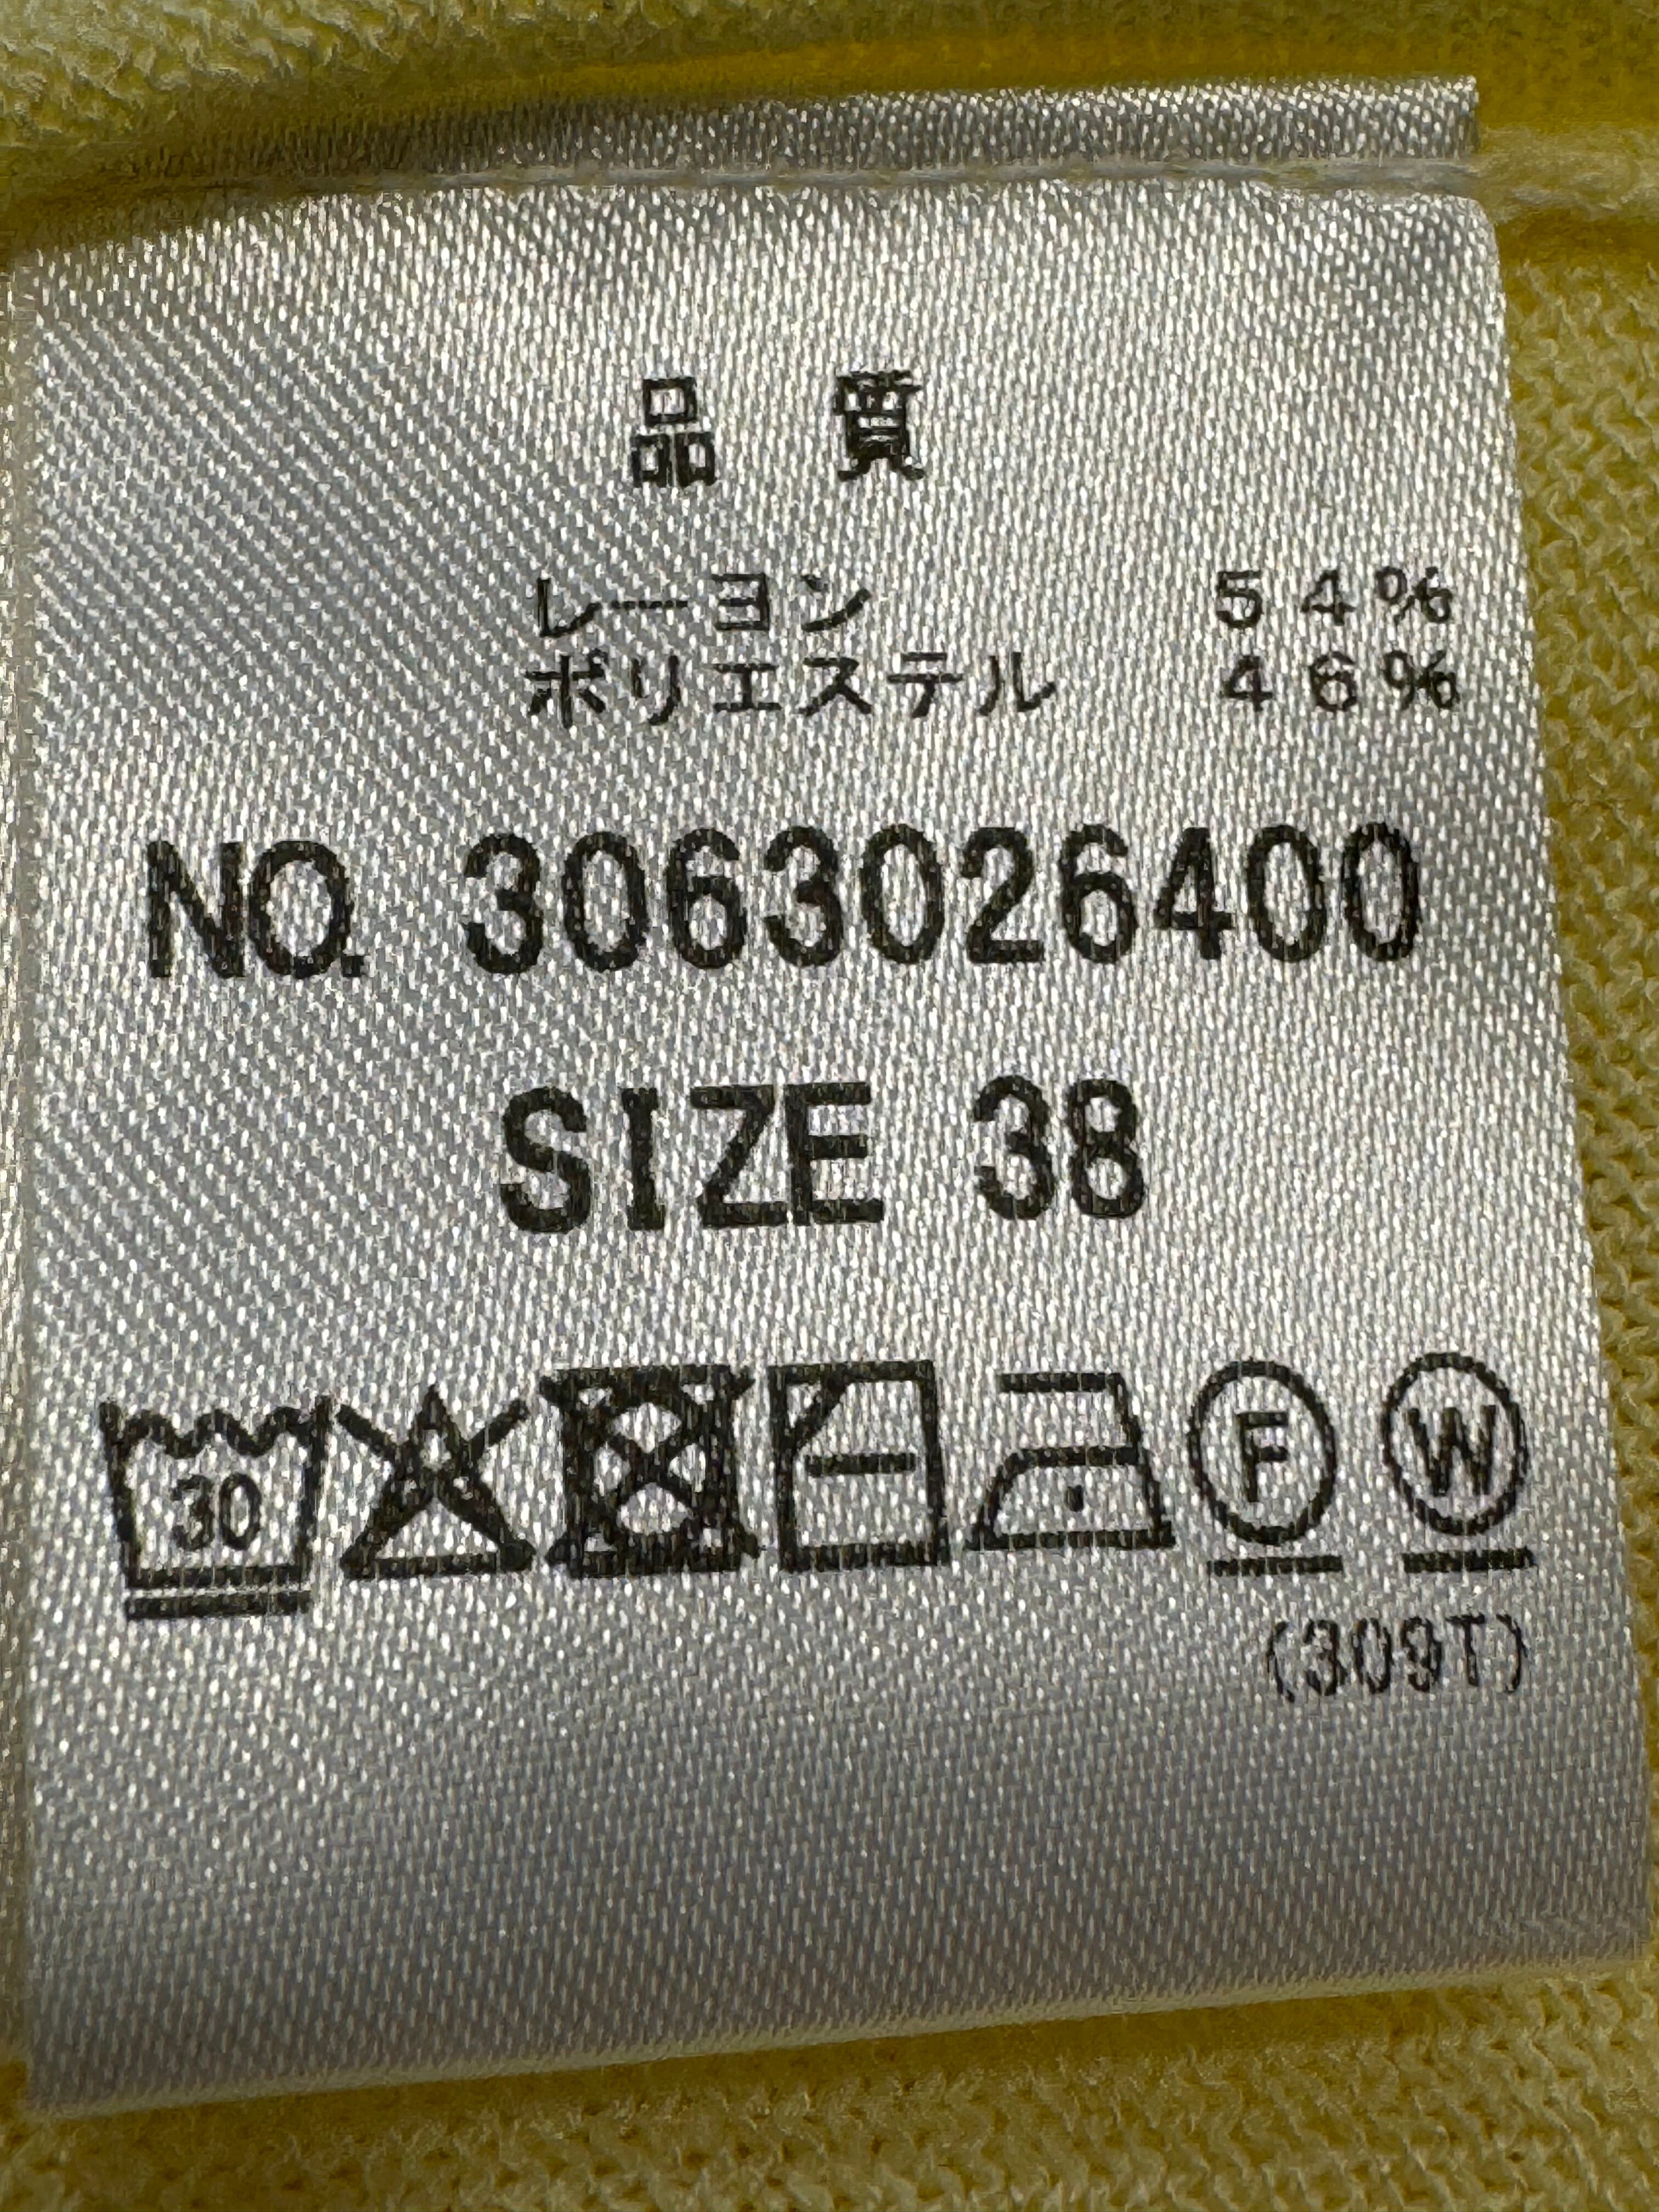 品質
レーヨン 54%
ポリエステル 46%
NO. 3063026400
SIZE 38
30 F W
(309T)